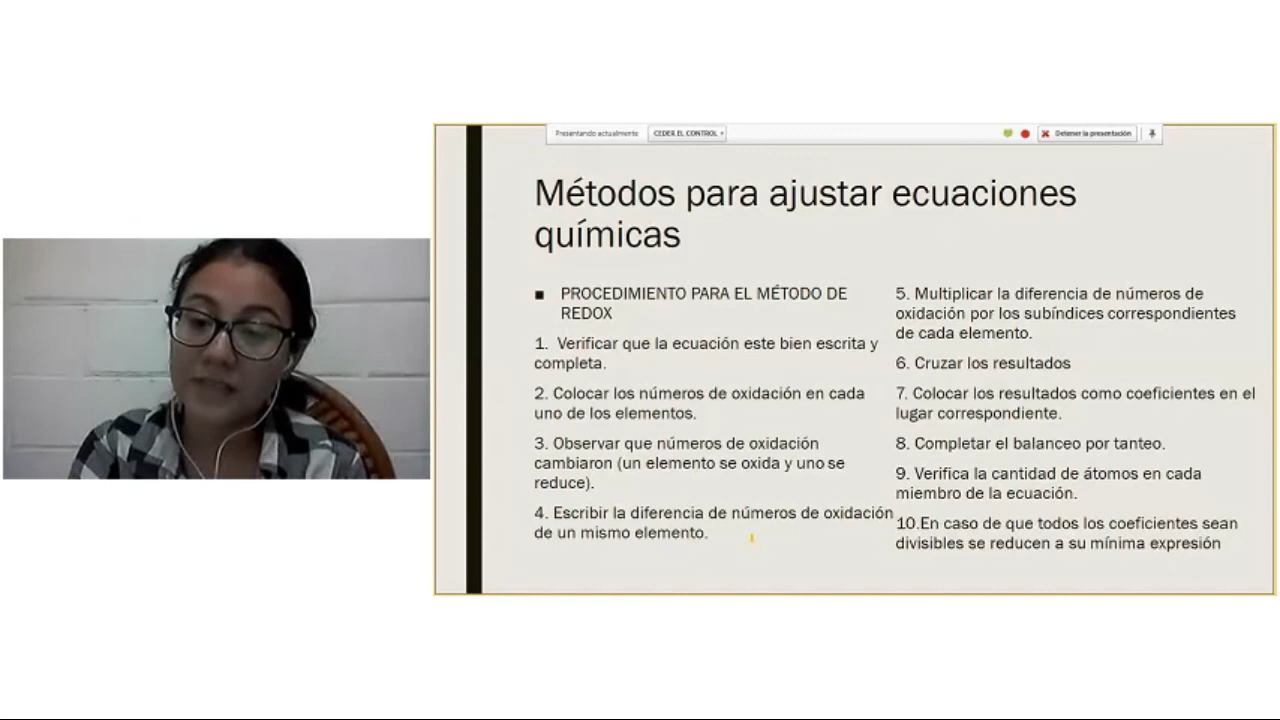 Presentando actualmente
CEDER EL CONTROL
Detener la presentación
Métodos para ajustar ecuaciones
químicas
■ PROCEDIMIENTO PARA EL MÉTODO DE
REDOX
1. Verificar que la ecuación este bien escrita y
completa.
2. Colocar los números de oxidación en cada
uno de los elementos.
3. Observar que números de oxidación
cambiaron (un elemento se oxida y uno se
reduce).
4. Escribir la diferencia de números de oxidación
de un mismo elemento.
5. Multiplicar la diferencia de números de
oxidación por los subíndices correspondientes
de cada elemento.
6. Cruzar los resultados
7. Colocar los resultados como coeficientes en el
lugar correspondiente.
8. Completar el balanceo por tanteo.
9. Verifica la cantidad de átomos en cada
miembro de la ecuación.
10.En caso de que todos los coeficientes sean
divisibles se reducen a su mínima expresión